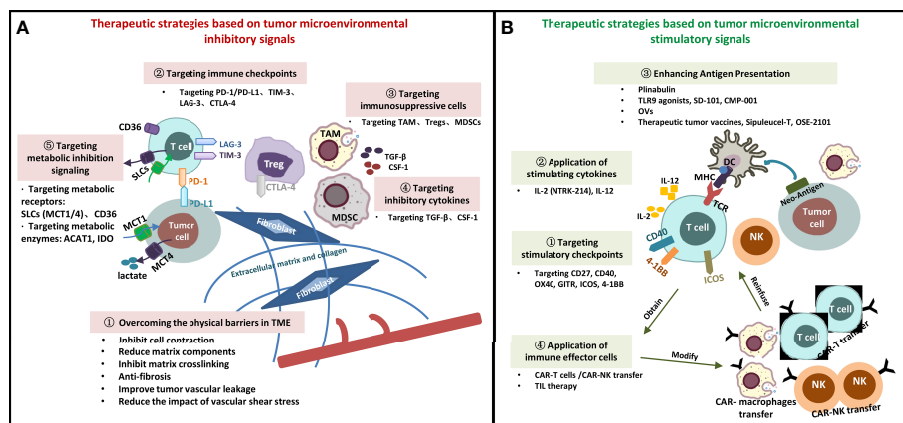 A
Therapeutic strategies based on tumor microenvironmental
inhibitory signals
② Targeting immune checkpoints
• Targeting PD-1/PD-L1、TIM-3、
LAG-3、CTLA-4
③ Targeting
immunosuppressive cells
• Targeting TAM、Tregs、MDSCs
CD36
T cell
LAG-3
TIM-3
SLCs
PD-1
PD-L1
Treg
CTLA-4
TAM
TGF-β
CSF-1
MDSC
④ Targeting
inhibitory cytokines
• Targeting TGF-β、CSF-1
⑤ Targeting
metabolic inhibition
signaling
· Targeting metabolic
receptors:
SLCs (MCT1/4)、CD36
· Targeting metabolic
enzymes: ACAT1, IDO
MCT1
Tumor
cell
MCT4
lactate
Fibroblast
Extracellular matrix and collagen
Fibroblast
① Overcoming the physical barriers in TME
• Inhibit cell contraction
• Reduce matrix components
• Inhibit matrix crosslinking
• Anti-fibrosis
• Improve tumor vascular leakage
• Reduce the impact of vascular shear stress
B
Therapeutic strategies based on tumor microenvironmental
stimulatory signals
③ Enhancing Antigen Presentation
• Plinabulin
• TLR9 agonists, SD-101, CMP-001
• OVs
• Therapeutic tumor vaccines, Sipuleucel-T, OSE-2101
② Application of
stimulating cytokines
IL-2 (NTRK-214), IL-12
① Targeting
stimulatory checkpoints
• Targeting CD27, CD40,
OX40, GITR, ICOS, 4-1BB
DC
MHC
TCR
IL-12
IL-2
T cell
CD40
4-1BB
ICOS
NK
Neo-Antigen
Tumor
cell
Obtain
Reinfuse
④ Application of
immune effector cells
• CAR-T cells /CAR-NK transfer
• TIL therapy
Modify
T cell
T cell
CAR-T transfer
CAR- macrophages
transfer
NK
NK
CAR-NK transfer